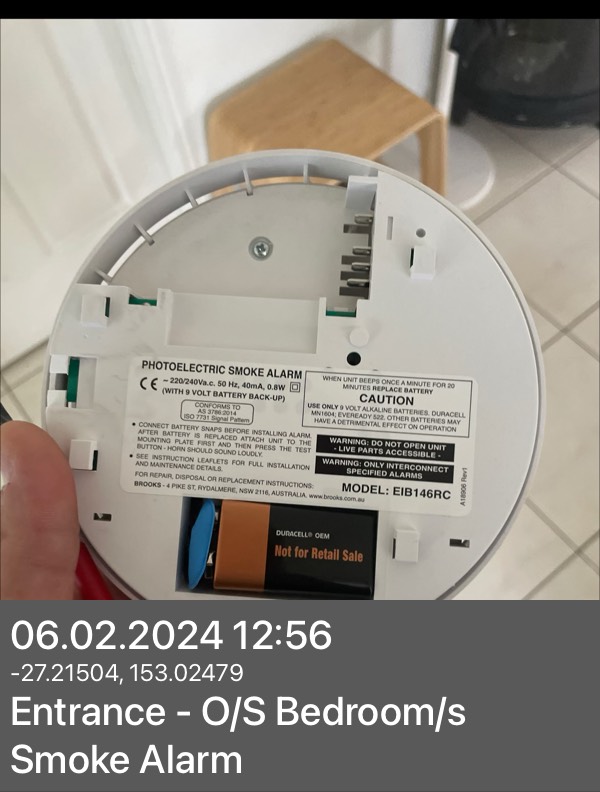 PHOTOELECTRIC SMOKE ALARM
CE ~ 220/240Va.c. 50 Hz, 40mA, 0.8W
(WITH 9 VOLT BATTERY BACK-UP)
CONFORMS TO
AS 3786:2014
ISO 7731 Signal Pattern
• CONNECT BATTERY SNAPS BEFORE INSTALLING ALARM.
AFTER BATTERY IS REPLACED ATTACH UNIT TO THE
MOUNTING PLATE FIRST AND THEN PRESS THE TEST
BUTTON - HORN SHOULD SOUND LOUDLY.
• SEE INSTRUCTION LEAFLETS FOR FULL INSTALLATION
AND MAINTENANCE DETAILS.
FOR REPAIR, DISPOSAL OR REPLACEMENT INSTRUCTIONS:
BROOKS - 4 PIKE ST, RYDALMERE, NSW 2116, AUSTRALIA. www.brooks.com.au
WHEN UNIT BEEPS ONCE A MINUTE FOR 20
MINUTES REPLACE BATTERY
CAUTION
USE ONLY 9 VOLT ALKALINE BATTERIES, DURACELL
MN1604; EVEREADY 522. OTHER BATTERIES MAY
HAVE A DETRIMENTAL EFFECT ON OPERATION
WARNING: DO NOT OPEN UNIT
- LIVE PARTS ACCESSIBLE -
WARNING: ONLY INTERCONNECT
SPECIFIED ALARMS
MODEL: EIB146RC
A18906 Rev1
DURACELL® OEM
Not for Retail Sale
06.02.2024 12:56
-27.21504, 153.02479
Entrance - O/S Bedroom/s
Smoke Alarm